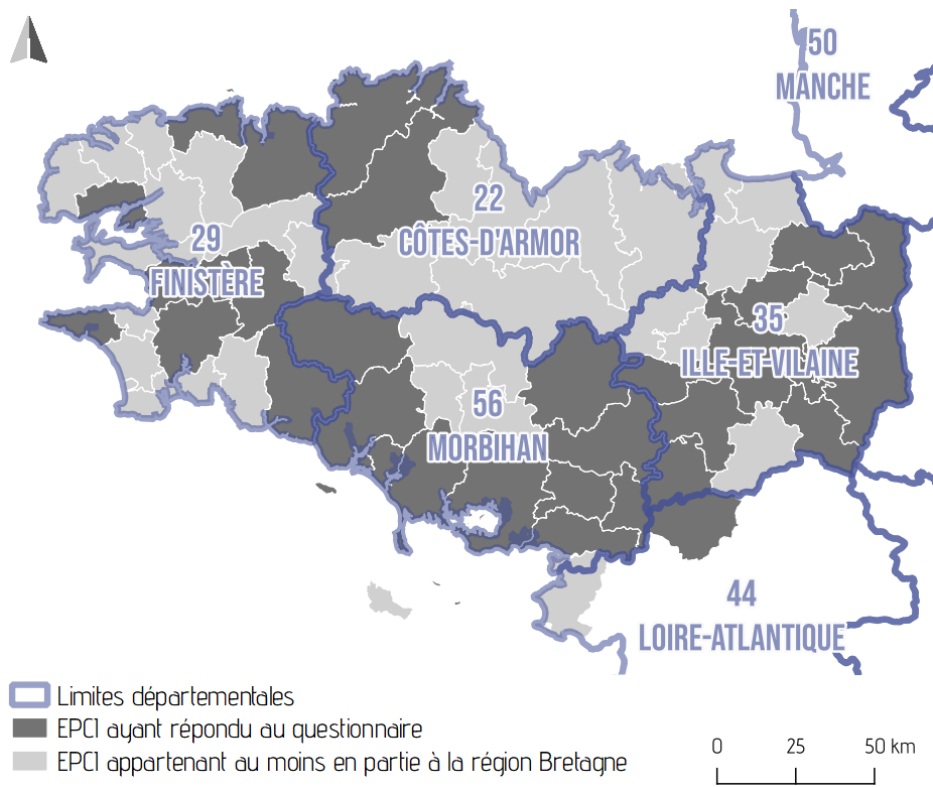 50
MANCHE
22
CÔTES-D'ARMOR
29
FINISTÈRE
35
ILLE-ET-VILAINE
56
MORBIHAN
44
LOIRE-ATLANTIQUE
Limites départementales
EPCI ayant répondu au questionnaire
EPCI appartenant au moins en partie à la région Bretagne
0 25 50 km